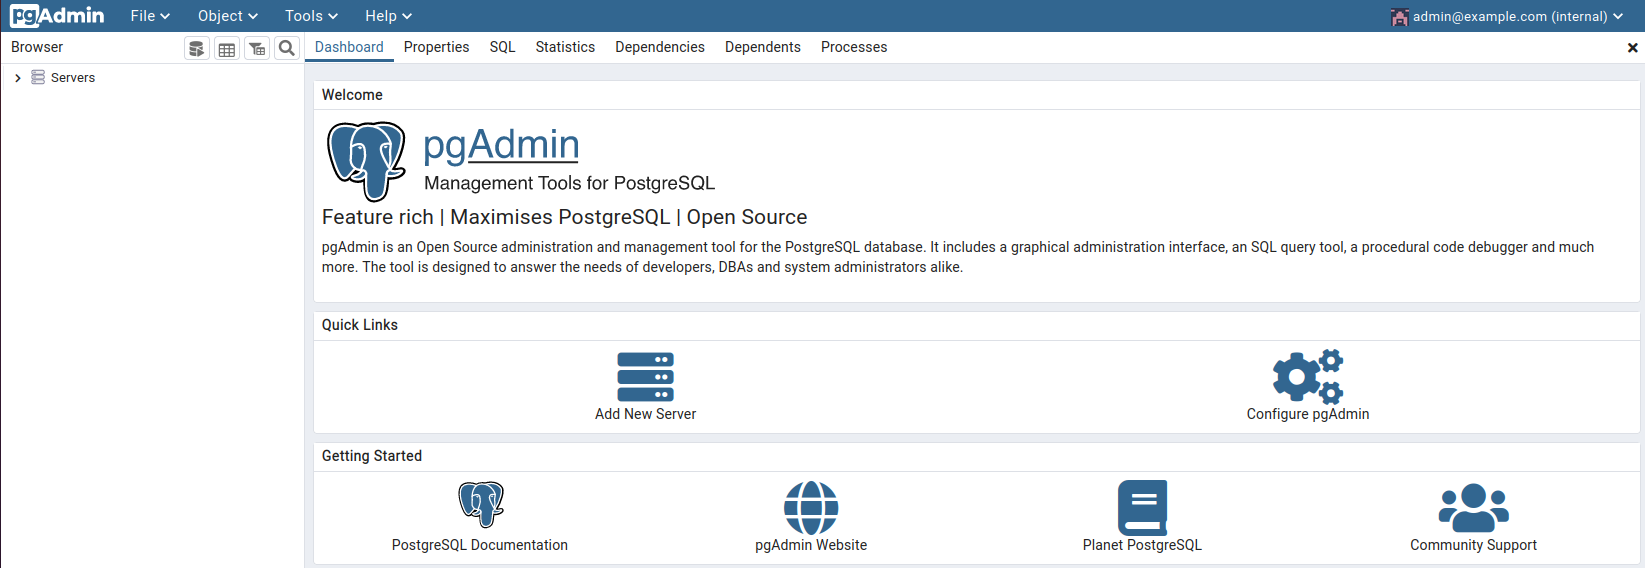 pgAdmin File Object Tools Help admin@example.com (internal)
Browser Dashboard Properties SQL Statistics Dependencies Dependents Processes
Servers
Welcome
pgAdmin
Management Tools for PostgreSQL
Feature rich | Maximises PostgreSQL | Open Source
pgAdmin is an Open Source administration and management tool for the PostgreSQL database. It includes a graphical administration interface, an SQL query tool, a procedural code debugger and much
more. The tool is designed to answer the needs of developers, DBAs and system administrators alike.
Quick Links
Add New Server Configure pgAdmin
Getting Started
PostgreSQL Documentation pgAdmin Website Planet PostgreSQL Community Support